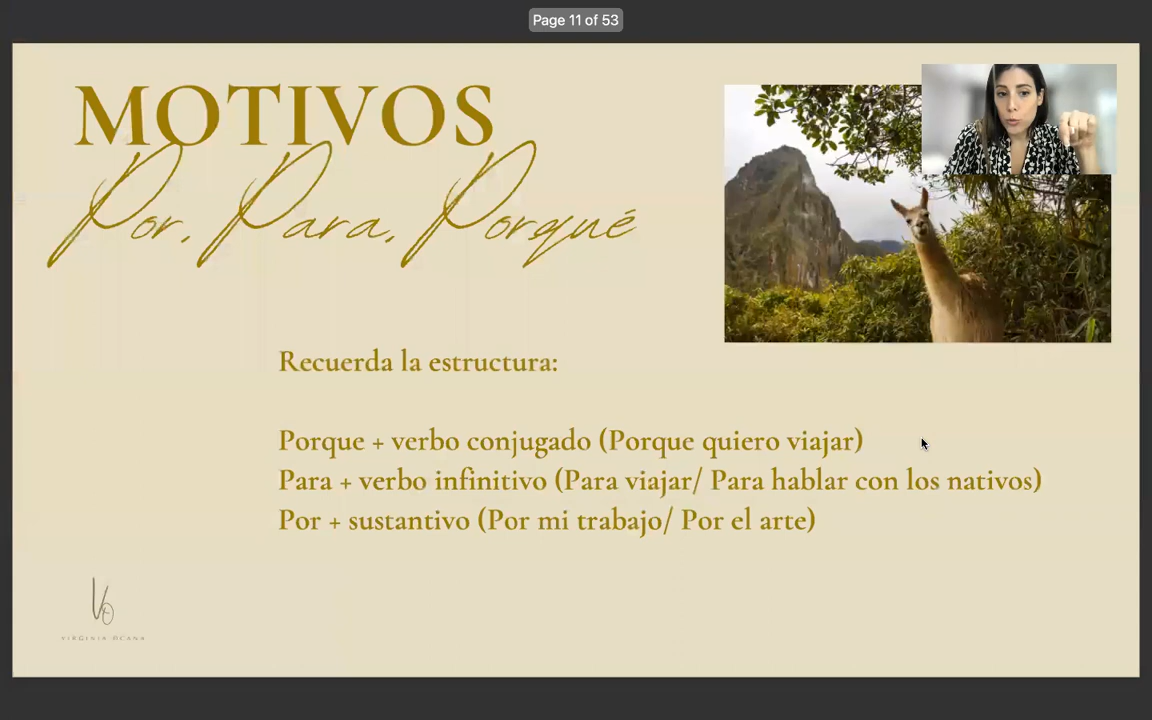 Page 11 of 53
MOTIVOS
Por, Para, Porqué
Recuerda la estructura:
Porque + verbo conjugado (Porque quiero viajar)
Para + verbo infinitivo (Para viajar/ Para hablar con los nativos)
Por + sustantivo (Por mi trabajo/ Por el arte)
VO
VIRGINIA OCANA